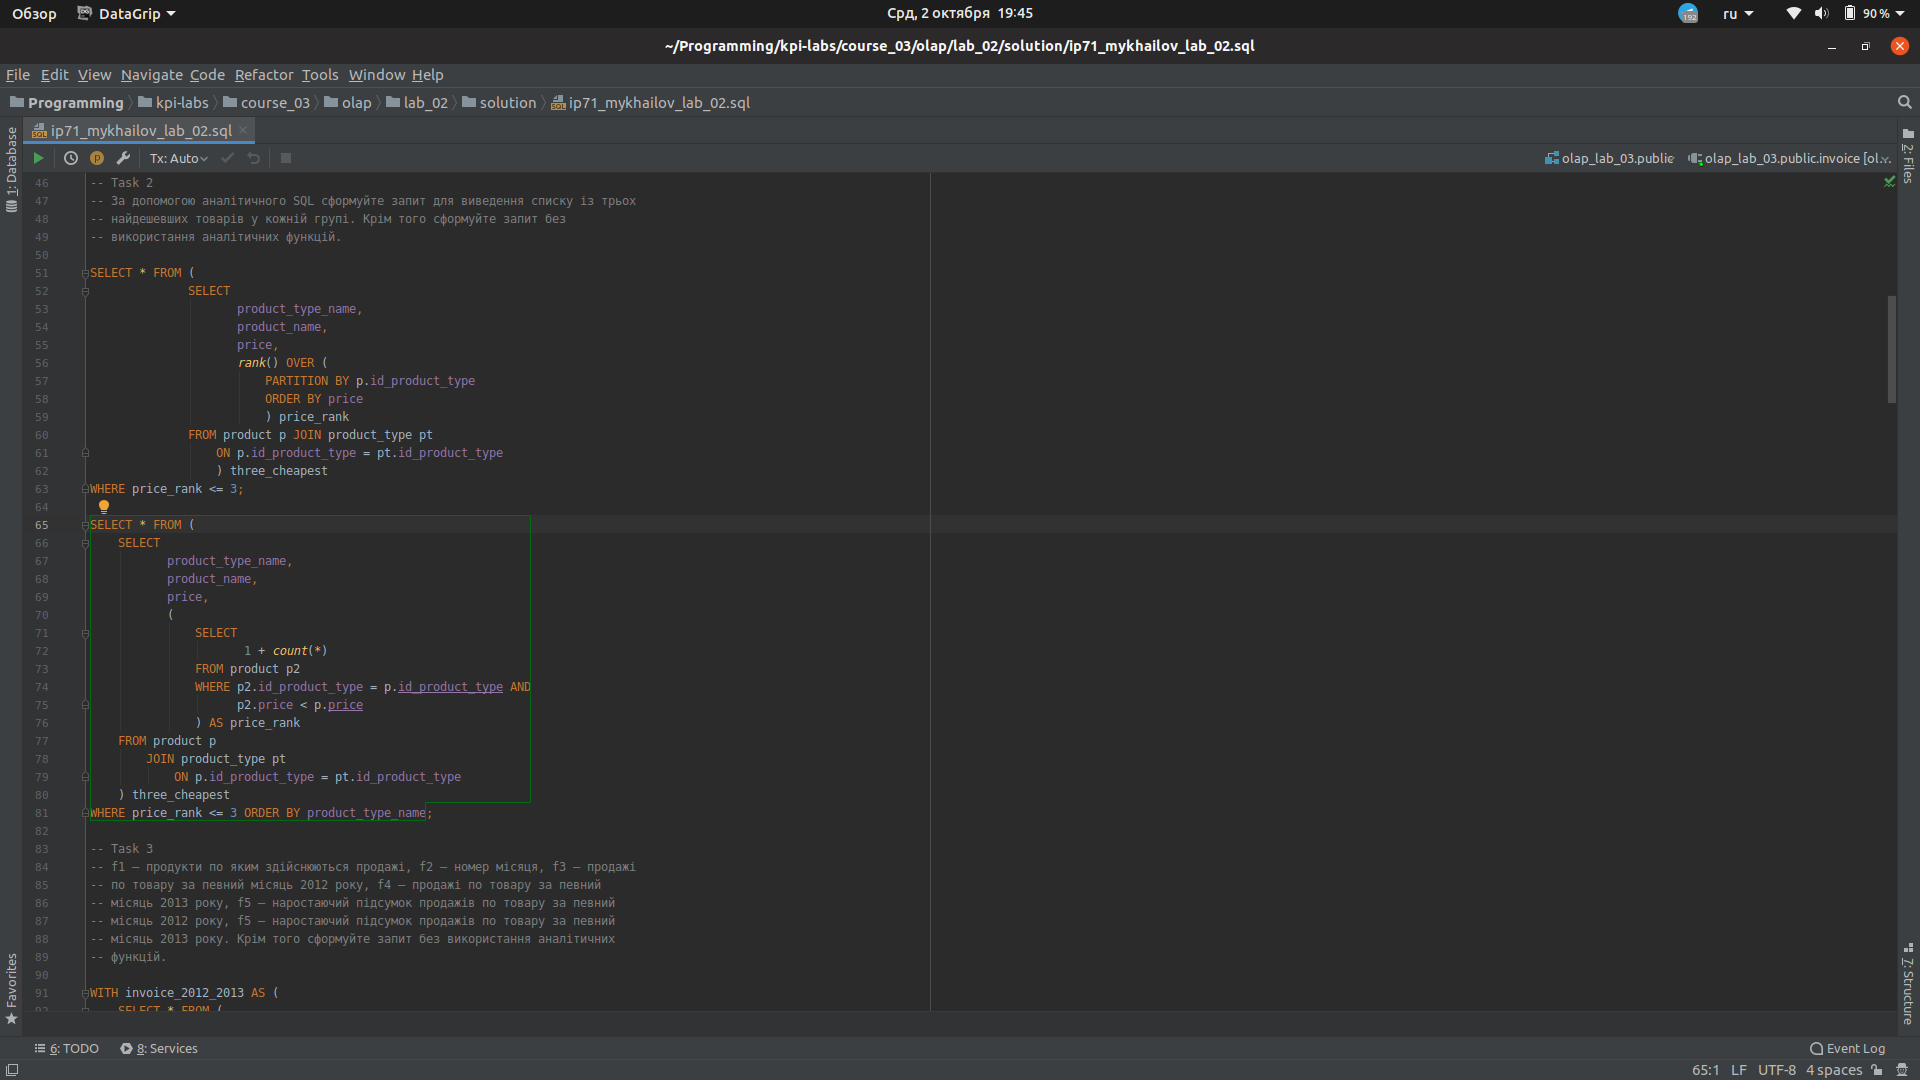 Обзор DataGrip Срд, 2 октября 19:45 192 ru 90 %
~/Programming/kpi-labs/course_03/olap/lab_02/solution/ip71_mykhailov_lab_02.sql
File Edit View Navigate Code Refactor Tools Window Help
Programming kpi-labs course_03 olap lab_02 solution ip71_mykhailov_lab_02.sql
ip71_mykhailov_lab_02.sql
Tx: Auto olap_lab_03.public olap_lab_03.public.invoice [ol...
1: Database
Favorites
2: Files
7: Structure
46 -- Task 2
47 -- За допомогою аналітичного SQL сформуйте запит для виведення списку із трьох
48 -- найдешевших товарів у кожній групі. Крім того сформуйте запит без
49 -- використання аналітичних функцій.
50
51 SELECT * FROM (
52 SELECT
53 product_type_name,
54 product_name,
55 price,
56 rank() OVER (
57 PARTITION BY p.id_product_type
58 ORDER BY price
59 ) price_rank
60 FROM product p JOIN product_type pt
61 ON p.id_product_type = pt.id_product_type
62 ) three_cheapest
63 WHERE price_rank <= 3;
64
65 SELECT * FROM (
66 SELECT
67 product_type_name,
68 product_name,
69 price,
70 (
71 SELECT
72 1 + count(*)
73 FROM product p2
74 WHERE p2.id_product_type = p.id_product_type AND
75 p2.price < p.price
76 ) AS price_rank
77 FROM product p
78 JOIN product_type pt
79 ON p.id_product_type = pt.id_product_type
80 ) three_cheapest
81 WHERE price_rank <= 3 ORDER BY product_type_name;
82
83 -- Task 3
84 -- f1 – продукти по яким здійснюються продажі, f2 – номер місяця, f3 – продажі
85 -- по товару за певний місяць 2012 року, f4 – продажі по товару за певний
86 -- місяць 2013 року, f5 – наростаючий підсумок продажів по товару за певний
87 -- місяць 2012 року, f5 – наростаючий підсумок продажів по товару за певний
88 -- місяць 2013 року. Крім того сформуйте запит без використання аналітичних
89 -- функцій.
90
91 WITH invoice_2012_2013 AS (
92 SELECT * FROM (
6: TODO 8: Services Event Log
65:1 LF UTF-8 4 spaces